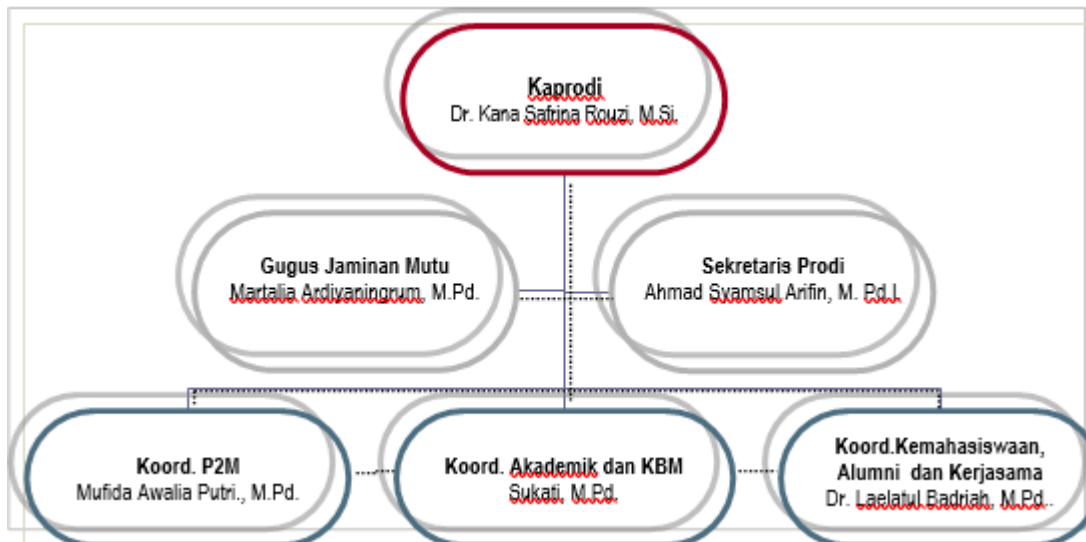 Kaprodi
Dr. Kana Safrina Rouzi, M.Si.
Gugus Jaminan Mutu
Martalia Ardiyaningrum, M.Pd.
Sekretaris Prodi
Ahmad Syamsul Arifin, M. Pd.I.
Koord. P2M
Mufida Awalia Putri., M.Pd.
Koord. Akademik dan KBM
Sukati, M.Pd.
Koord.Kemahasiswaan,
Alumni dan Kerjasama
Dr. Laelatul Badriah, M.Pd..